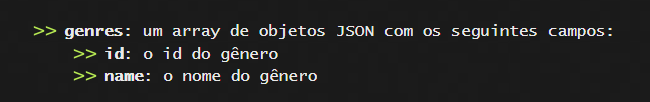 >> genres: um array de objetos JSON com os seguintes campos:
>> id: o id do gênero
>> name: o nome do gênero